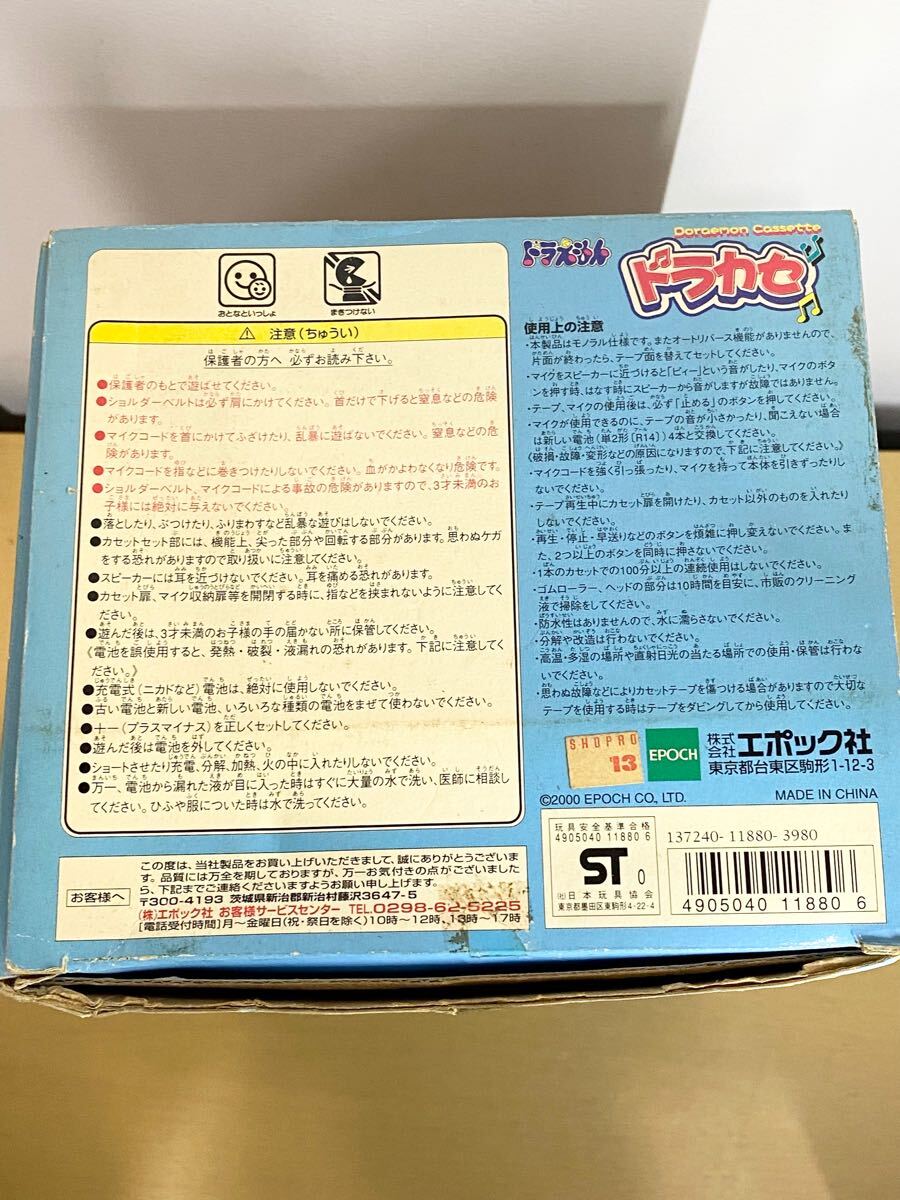 おとなといっしょ
まきつけない
注意(ちゅうい)
保護者の方へ 必ずお読み下さい。
●保護者のもとで遊ばせてください。
●ショルダーベルトは必ず肩にかけてください。首だけで下げると窒息などの危険
があります。
●マイクコードを首にかけてふざけたり、乱暴に遊ばないでください。窒息などの危
険があります。
●マイクコードを指などに巻きつけたりしないでください。血がかよわなくなり危険です。
●ショルダーベルト、マイクコードによる事故の危険がありますので、3才未満のお
子様には絶対に与えないでください。
●落としたり、ぶつけたり、ふりまわすなど乱暴な遊びはしないでください。
●カセットセット部には、機能上、尖った部分や回転する部分があります。思わぬケガ
をする恐れがありますので取り扱いに注意してください。
●スピーカーには耳を近づけないでください。耳を痛める恐れがあります。
●カセット扉、マイク収納扉等を開閉する時に、指などを挟まれないように注意してく
ださい。
●遊んだ後は、3才未満のお子様の手の届かない所に保管してください。
《電池を誤使用すると、発熱・破裂・液漏れの恐れがあります。下記に注意してく
ださい。》
●充電式(ニカドなど)電池は、絶対に使用しないでください。
●古い電池と新しい電池、いろいろな種類の電池をまぜて使わないでください。
●+−(プラスマイナス)を正しくセットしてください。
●遊んだ後は電池を外してください。
●ショートさせたり充電、分解、加熱、火の中に入れたりしないでください。
●万一、電池から漏れた液が目に入った時はすぐに大量の水で洗い、医師に相談し
てください。ひふや服についた時は水で洗ってください。
お客様へ
この度は、当社製品をお買い上げいただきまして、誠にありがとうございま
す。品質には万全を期しておりますが、万一お気付きの点がございました
ら、下記までご連絡くださいますようお願い申し上げます。
〒300-4193 茨城県新治郡新治村藤沢3647-5
(株)エポック社 お客様サービスセンター TEL.0298-62-5225
[電話受付時間]月〜金曜日(祝・祭日を除く)10時〜12時、13時〜17時
ドラえもん
Doraemon Cassette
ドラカセ
使用上の注意
・本製品はモノラル仕様です。またオートリバース機能がありませんので、
片面が終わったら、テープ面を替えてセットしてください。
・マイクをスピーカーに近づけると「ピィー」という音がしたり、マイクのボタ
ンを押す時、はなす時にスピーカーから音がしますが故障ではありません。
・テープ、マイクの使用後は、必ず「止める」のボタンを押してください。
・マイクが使用できるのに、テープの音が小さかったり、聞こえない場合
は新しい電池(単2形[R14])4本と交換してください。
《破損・故障・変形などの原因になりますので、下記に注意してください。》
・マイクコードを強く引っ張ったり、マイクを持って本体を引きずったりし
ないでください。
・テープ再生中にカセット扉を開けたり、カセット以外のものを入れたり
しないでください。
・再生・停止・早送りなどのボタンを煩雑に押し変えないでください。ま
た、2つ以上のボタンを同時に押さないでください。
・1本のカセットでの100分以上の連続使用はしないでください。
・ゴムローラー、ヘッドの部分は10時間を目安に、市販のクリーニング
液で掃除をしてください。
・防水性はありませんので、水に濡らさないでください。
・分解や改造は行わないでください。
・高温・多湿の場所や直射日光の当たる場所での使用・保管は行わな
いでください。
・思わぬ故障などによりカセットテープを傷つける場合がありますので大切な
テープを使用する時はテープをダビングしてから使用してください。
SHOPRO
'13
EPOCH
株式会社エポック社
東京都台東区駒形1-12-3
©2000 EPOCH CO., LTD.
MADE IN CHINA
玩具安全基準合格
4905040 11880 6
ST 0
(社)日本玩具協会
東京都墨田区東駒形4-22-4
137240-11880-3980
4905040 11880 6